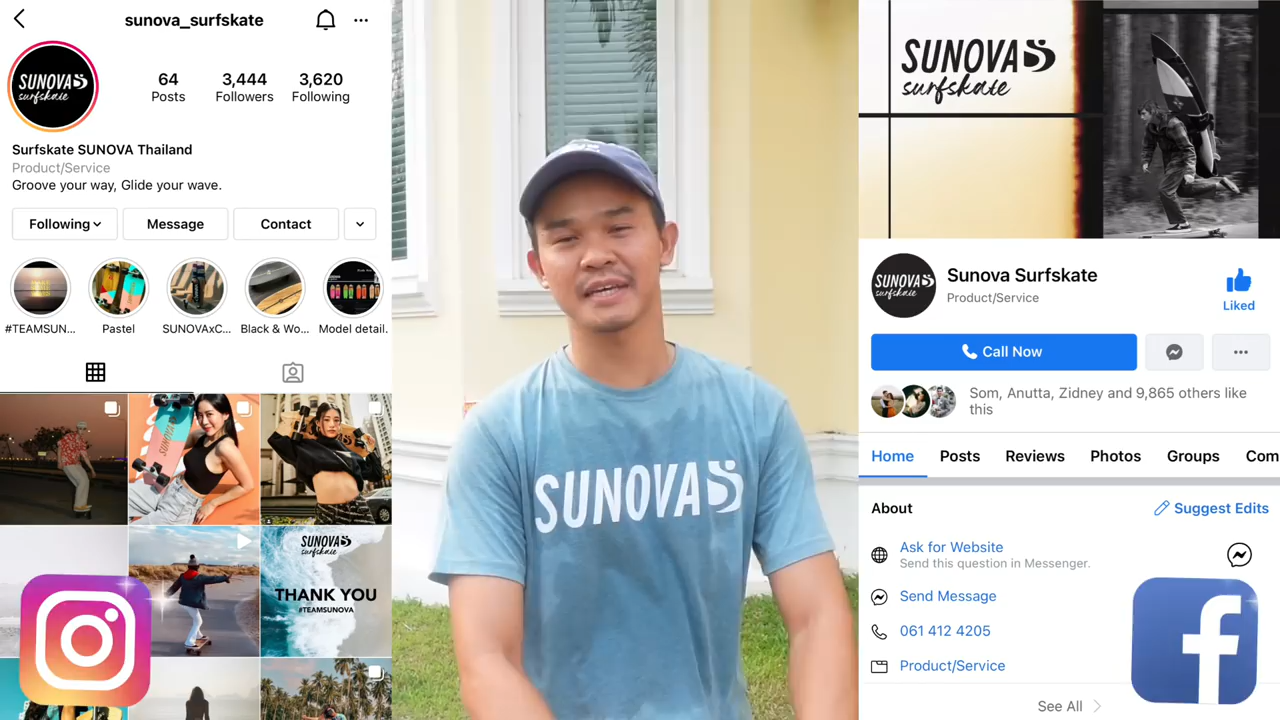 sunova_surfskate
SUNOVA
surfskate
64
Posts
3,444
Followers
3,620
Following
Surfskate SUNOVA Thailand
Product/Service
Groove your way, Glide your wave.
Following
Message
Contact
#TEAMSUN...
Pastel
SUNOVAxC...
Black & Wo...
Model detail.
SUNOVA
SUNOVA
surfskate
THANK YOU
#TEAMSUNOVA
SUNOVA
SUNOVA
surfskate
SUNOVA
surfskate
Sunova Surfskate
Product/Service
Liked
Call Now
Som, Anutta, Zidney and 9,865 others like
this
Home
Posts
Reviews
Photos
Groups
Com
About
Suggest Edits
Ask for Website
Send this question in Messenger.
Send Message
061 412 4205
Product/Service
See All
f